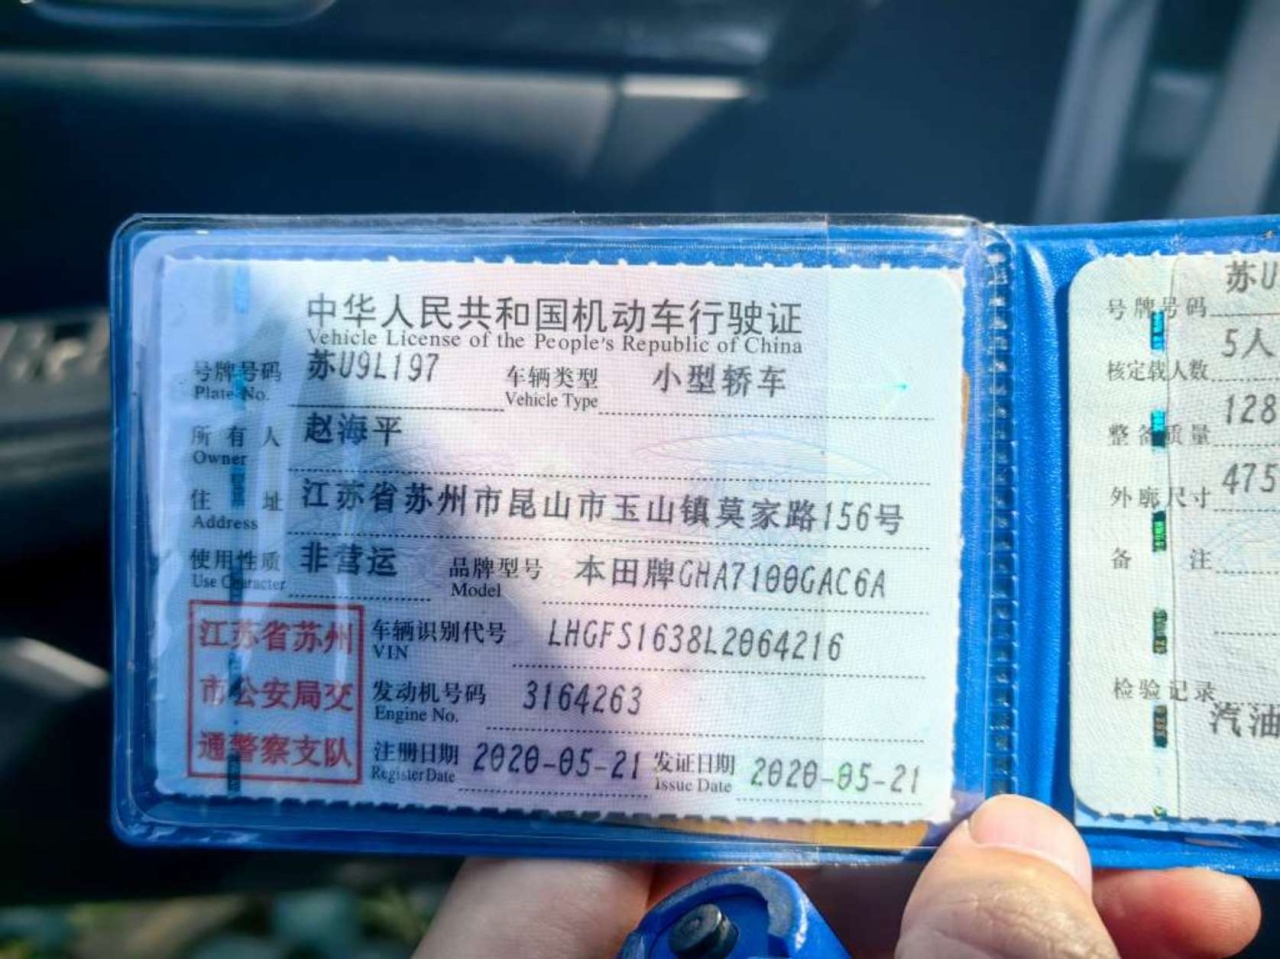 中华人民共和国机动车行驶证
Vehicle License of the People's Republic of China
号牌号码 苏U9L197 车辆类型 小型轿车
Plate No. Vehicle Type
所有人 赵海平
Owner
住址 江苏省苏州市昆山市玉山镇莫家路156号
Address
使用性质 非营运 品牌型号 本田牌GHA7100GAC6A
Use Character Model
江苏省苏州
市公安局交
通警察支队
车辆识别代号 LHGFS1638L2064216
VIN
发动机号码 3164263
Engine No.
注册日期 2020-05-21 发证日期 2020-05-21
Register Date Issue Date
号牌号码 苏U
核定载人数 5人
整备质量 128
外廓尺寸 475
备注
检验记录
汽油